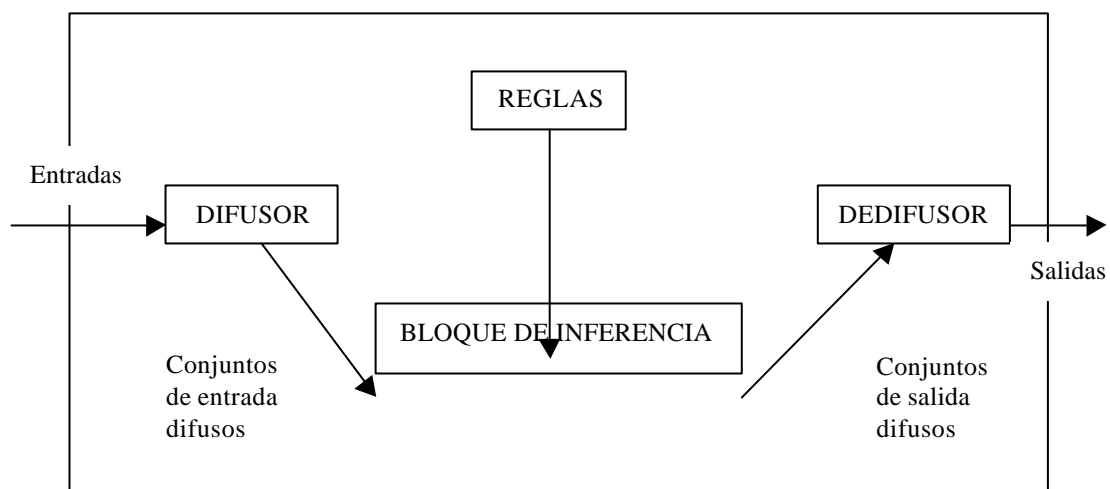 REGLAS
Entradas
DIFUSOR
DEDIFUSOR
Salidas
BLOQUE DE INFERENCIA
Conjuntos
de entrada
difusos
Conjuntos
de salida
difusos